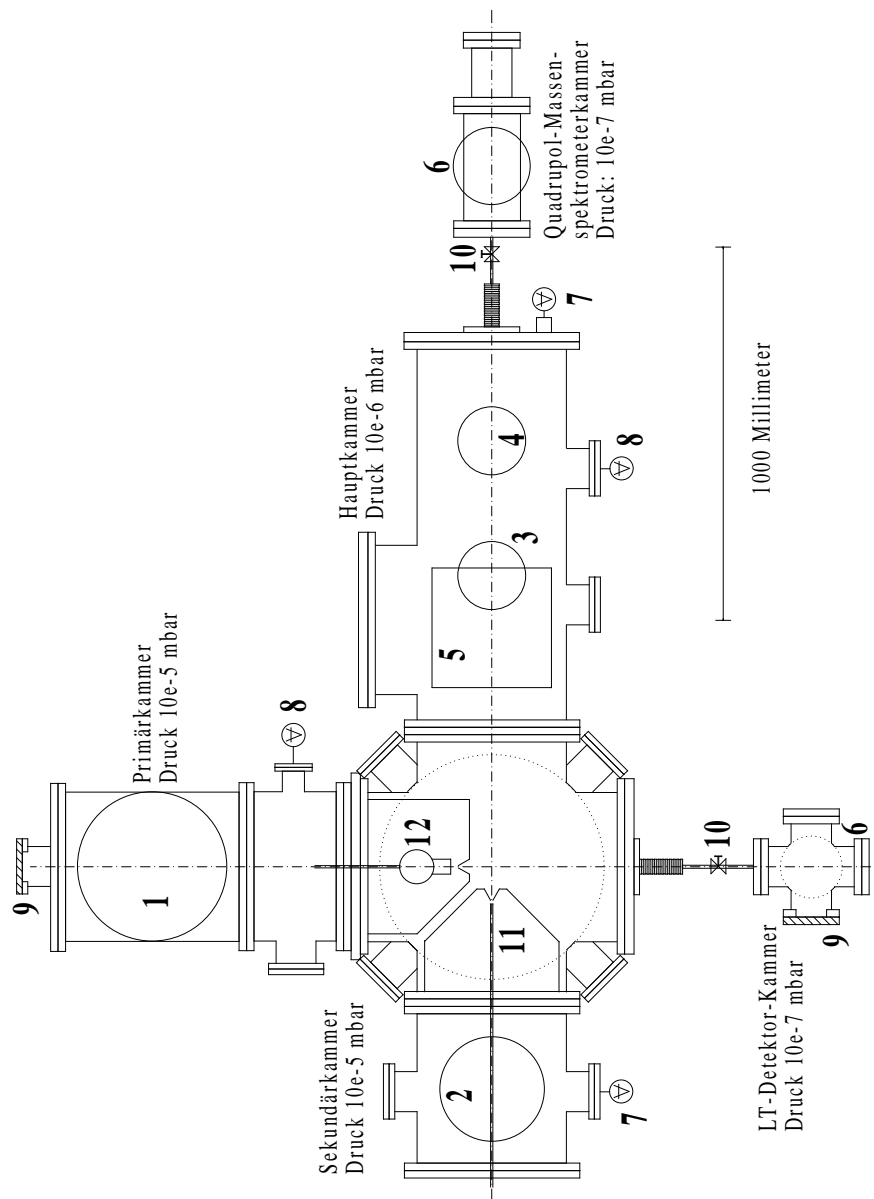 9
Primärkammer
Druck 10e-5 mbar
1
8
Sekundärkammer
Druck 10e-5 mbar
Hauptkammer
Druck 10e-6 mbar
12
6
5
2
10
11
4
3
Quadrupol-Massen-
spektrometerkammer
Druck: 10e-7 mbar
7
7
8
10
1000 Millimeter
LT-Detektor-Kammer
Druck 10e-7 mbar
9
6